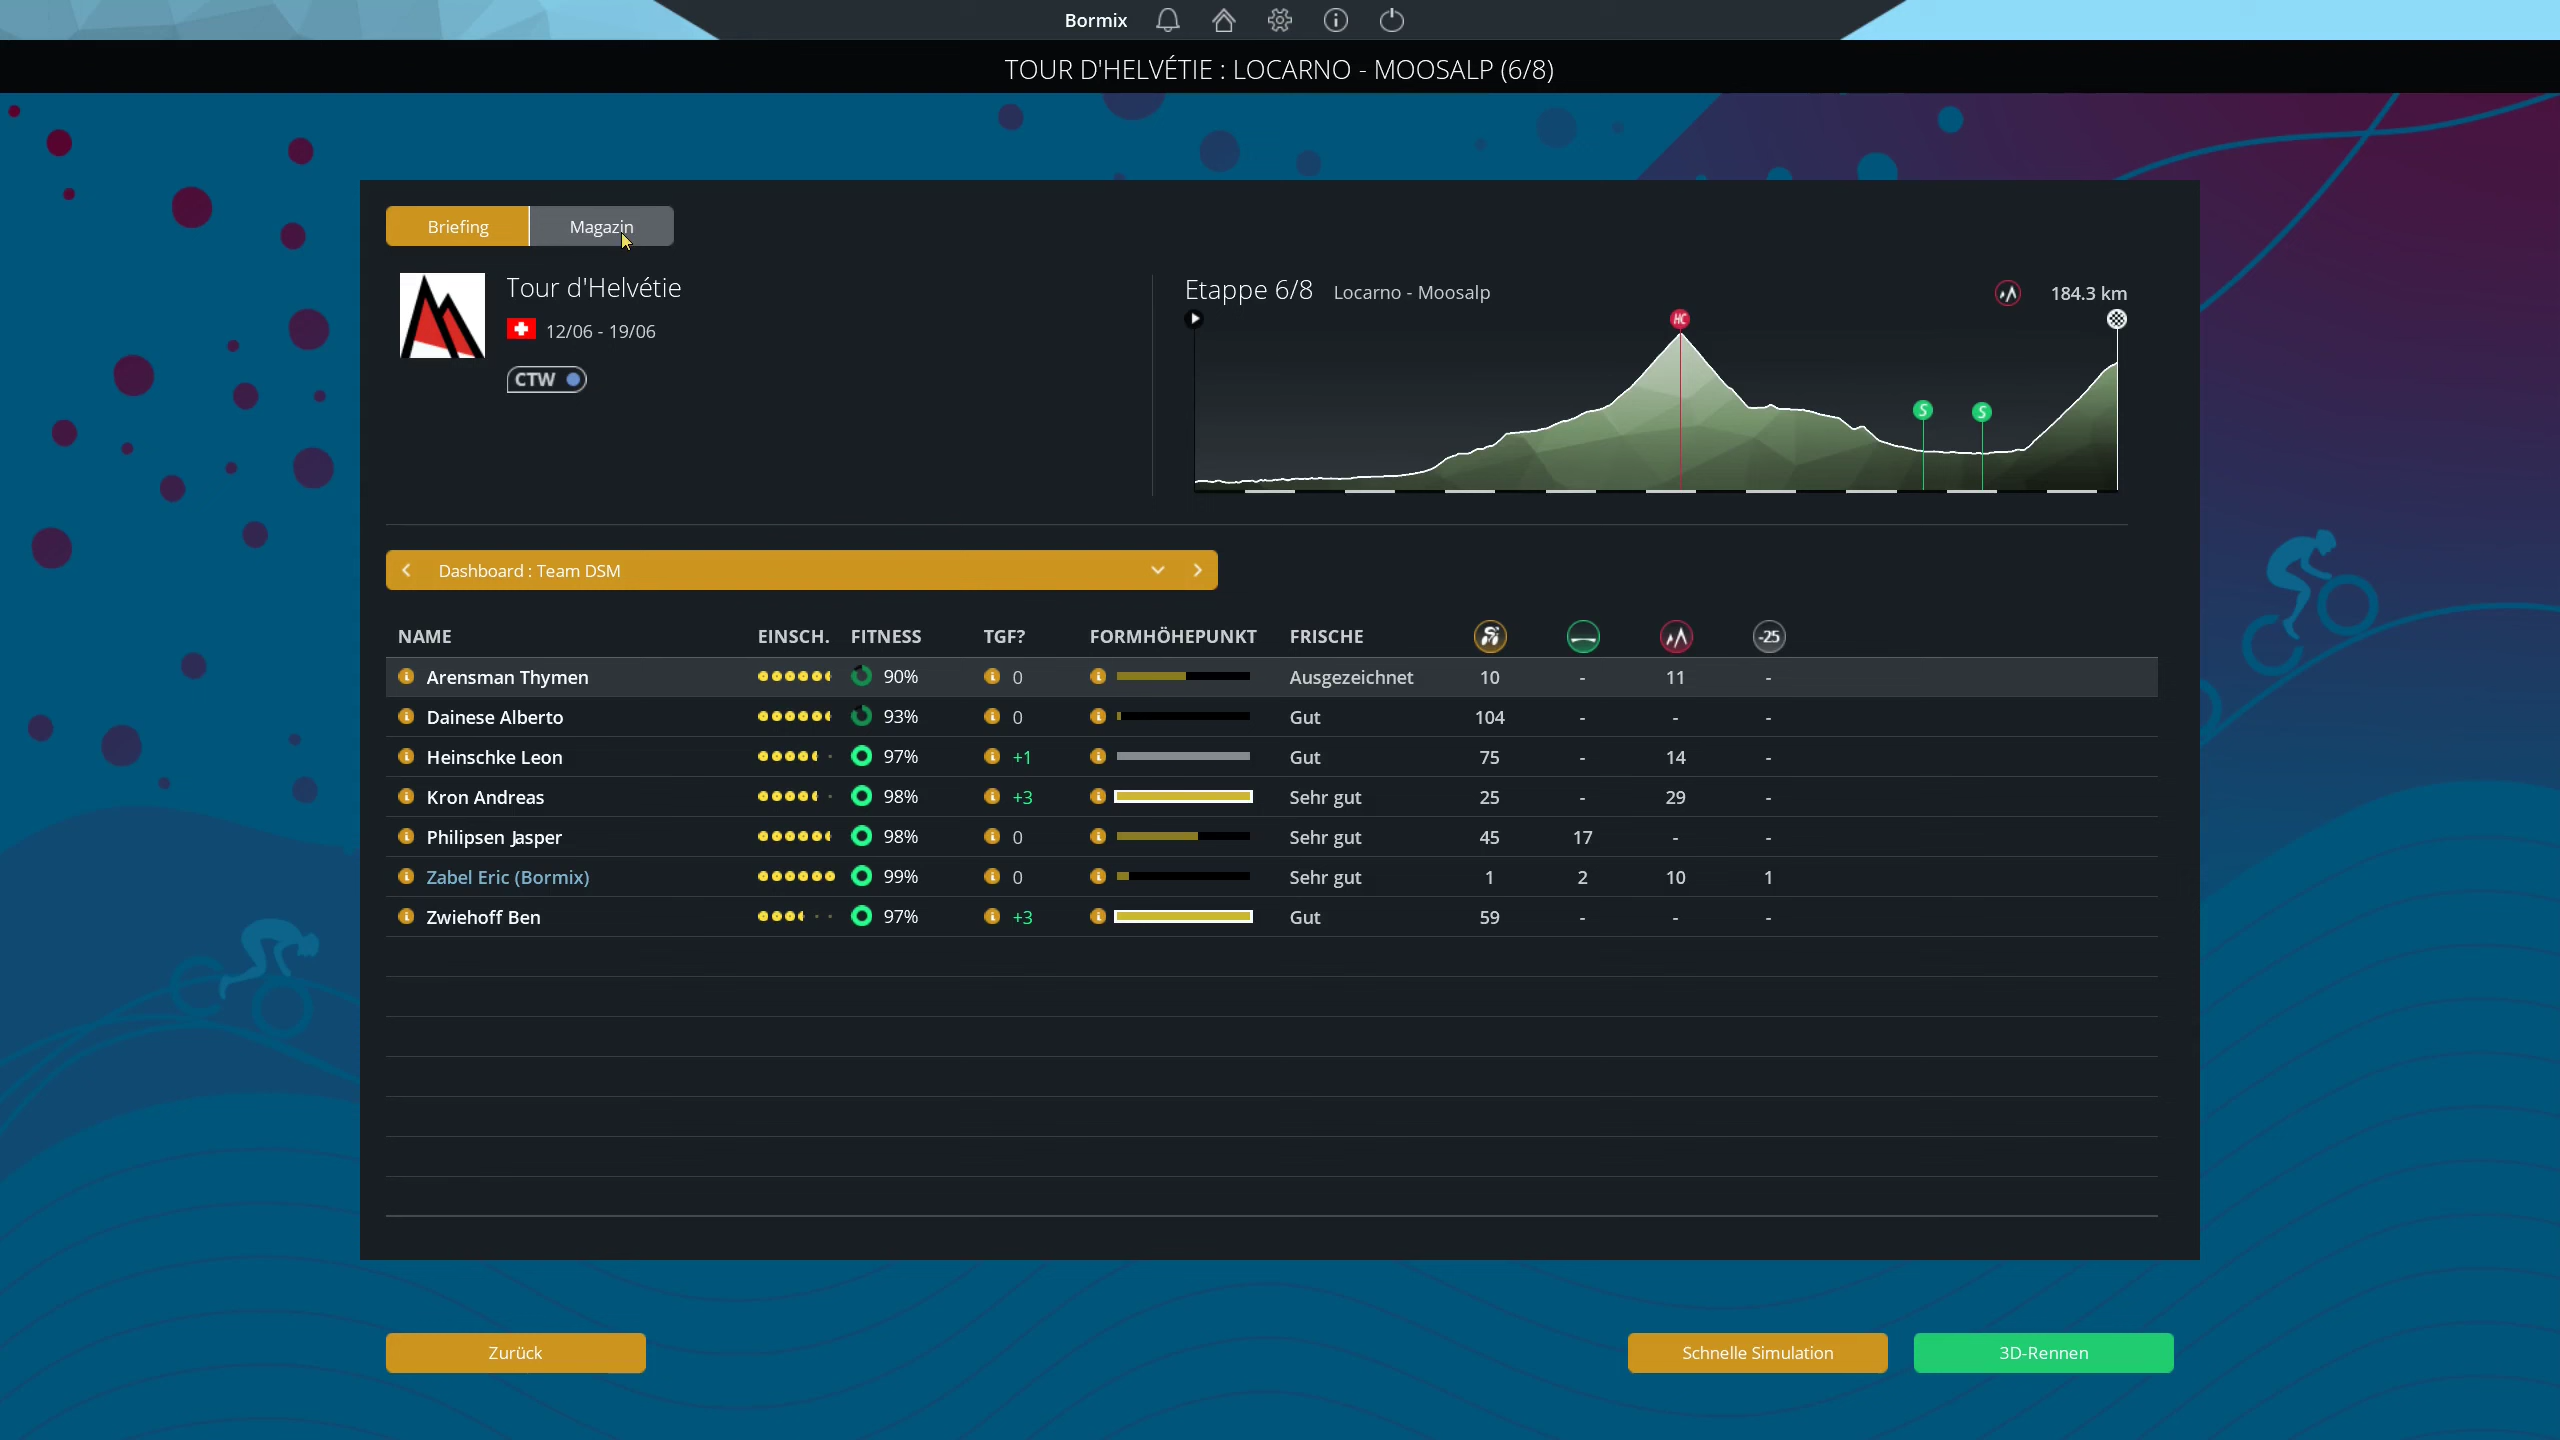 Bormix
TOUR D'HELVÉTIE : LOCARNO - MOOSALP (6/8)
Briefing Magazin
Tour d'Helvétie
12/06 - 19/06
CTW
Etappe 6/8 Locarno - Moosalp 184.3 km
HC
S S
Dashboard : Team DSM
NAME EINSCH. FITNESS TGF? FORMHÖHEPUNKT FRISCHE -25
Arensman Thymen 90% 0 Ausgezeichnet 10 - 11 -
Dainese Alberto 93% 0 Gut 104 - - -
Heinschke Leon 97% +1 Gut 75 - 14 -
Kron Andreas 98% +3 Sehr gut 25 - 29 -
Philipsen Jasper 98% 0 Sehr gut 45 17 - -
Zabel Eric (Bormix) 99% 0 Sehr gut 1 2 10 1
Zwiehoff Ben 97% +3 Gut 59 - - -
Zurück Schnelle Simulation 3D-Rennen